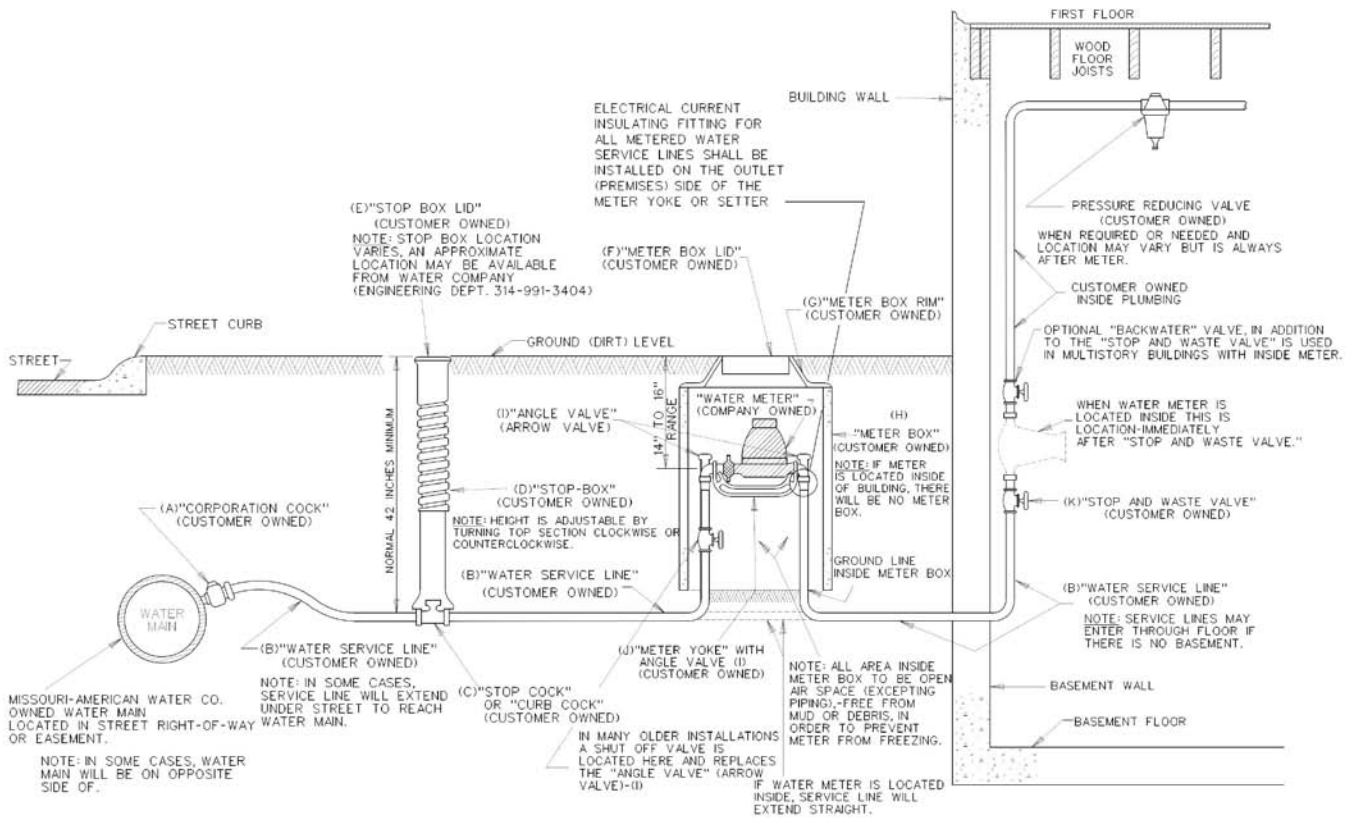 FIRST FLOOR
WOOD
FLOOR
JOISTS
BUILDING WALL
ELECTRICAL CURRENT
INSULATING FITTING FOR
ALL METERED WATER
SERVICE LINES SHALL BE
INSTALLED ON THE OUTLET
(PREMISES) SIDE OF THE
METER YOKE OR SETTER
(E)"STOP BOX LID"
(CUSTOMER OWNED)
NOTE: STOP BOX LOCATION
VARIES, AN APPROXIMATE
LOCATION MAY BE AVAILABLE
FROM WATER COMPANY
(ENGINEERING DEPT. 314-991-3404)
(F)"METER BOX LID"
(CUSTOMER OWNED)
(G)"METER BOX RIM"
(CUSTOMER OWNED)
PRESSURE REDUCING VALVE
(CUSTOMER OWNED)
WHEN REQUIRED OR NEEDED AND
LOCATION MAY VARY BUT IS ALWAYS
AFTER METER.
CUSTOMER OWNED
INSIDE PLUMBING
STREET CURB
STREET
GROUND (DIRT) LEVEL
OPTIONAL "BACKWATER" VALVE, IN ADDITION
TO THE "STOP AND WASTE VALVE" IS USED
IN MULTISTORY BUILDINGS WITH INSIDE METER.
NORMAL 42 INCHES MINIMUM
14" TO 16"
RANGE
(I)"ANGLE VALVE"
(ARROW VALVE)
"WATER METER"
(COMPANY OWNED)
(H)
"METER BOX"
(CUSTOMER OWNED)
NOTE: IF METER
IS LOCATED INSIDE
OF BUILDING, THERE
WILL BE NO METER
BOX.
WHEN WATER METER IS
LOCATED INSIDE THIS IS
LOCATION-IMMEDIATELY
AFTER "STOP AND WASTE VALVE."
(A)"CORPORATION COCK"
(CUSTOMER OWNED)
(D)"STOP-BOX"
(CUSTOMER OWNED)
NOTE: HEIGHT IS ADJUSTABLE BY
TURNING TOP SECTION CLOCKWISE OR
COUNTERCLOCKWISE.
(K)"STOP AND WASTE VALVE"
(CUSTOMER OWNED)
GROUND LINE
INSIDE METER BOX
(B)"WATER SERVICE LINE"
(CUSTOMER OWNED)
(B)"WATER SERVICE LINE"
(CUSTOMER OWNED)
NOTE: SERVICE LINES MAY
ENTER THROUGH FLOOR IF
THERE IS NO BASEMENT.
WATER
MAIN
(B)"WATER SERVICE LINE"
(CUSTOMER OWNED)
NOTE: IN SOME CASES,
SERVICE LINE WILL EXTEND
UNDER STREET TO REACH
WATER MAIN.
(C)"STOP COCK"
OR "CURB COCK"
(CUSTOMER OWNED)
(J)"METER YOKE" WITH
ANGLE VALVE (I)
(CUSTOMER OWNED)
NOTE: ALL AREA INSIDE
METER BOX TO BE OPEN
AIR SPACE (EXCEPTING
PIPING),-FREE FROM
MUD OR DEBRIS, IN
ORDER TO PREVENT
METER FROM FREEZING.
BASEMENT WALL
BASEMENT FLOOR
MISSOURI-AMERICAN WATER CO.
OWNED WATER MAIN
LOCATED IN STREET RIGHT-OF-WAY
OR EASEMENT.
NOTE: IN SOME CASES, WATER
MAIN WILL BE ON OPPOSITE
SIDE OF.
IN MANY OLDER INSTALLATIONS
A SHUT OFF VALVE IS
LOCATED HERE AND REPLACES
THE "ANGLE VALVE" (ARROW
VALVE)-(I)
IF WATER METER IS LOCATED
INSIDE, SERVICE LINE WILL
EXTEND STRAIGHT.